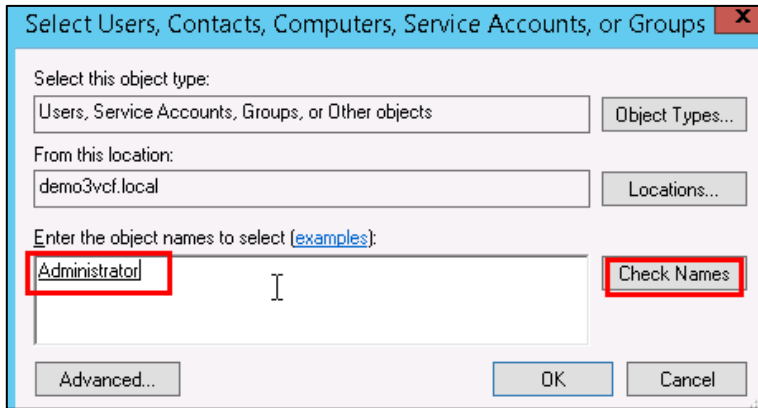 Select Users, Contacts, Computers, Service Accounts, or Groups
x
Select this object type:
Users, Service Accounts, Groups, or Other objects
Object Types...
From this location:
demo3vcf.local
Locations...
Enter the object names to select (examples):
Administrator
Check Names
Advanced...
OK
Cancel